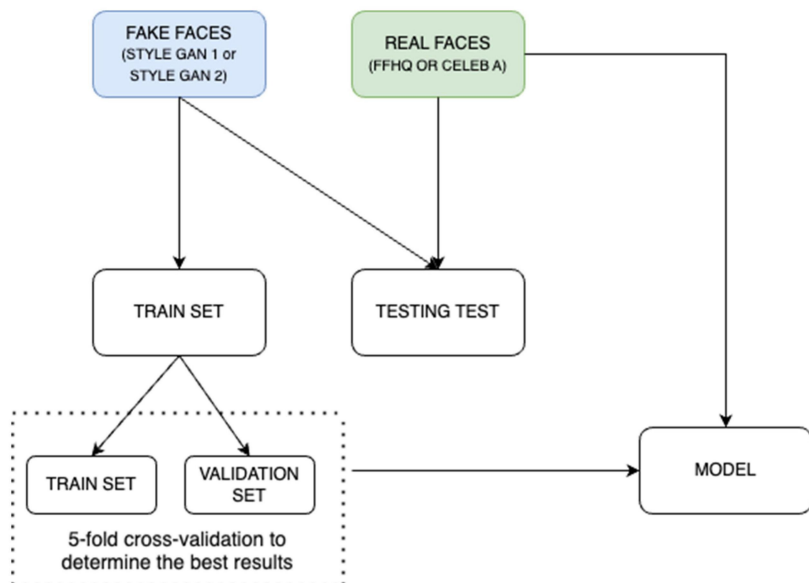 FAKE FACES
(STYLE GAN 1 or
STYLE GAN 2)
REAL FACES
(FFHQ OR CELEB A)
TRAIN SET
TESTING TEST
TRAIN SET
VALIDATION
SET
MODEL
5-fold cross-validation to
determine the best results